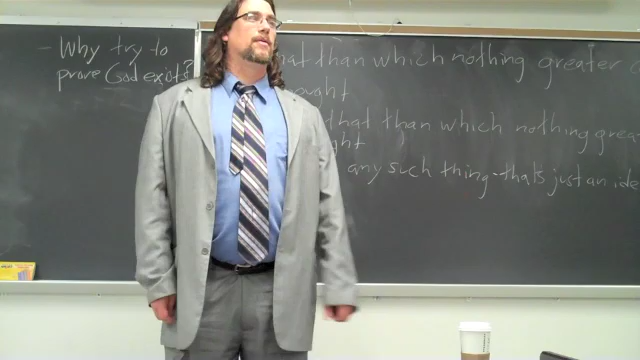 - Why try to
prove God exists?
hat than which nothing greater
ought
that than which nothing grea
ght
any such thing - that's just an ide